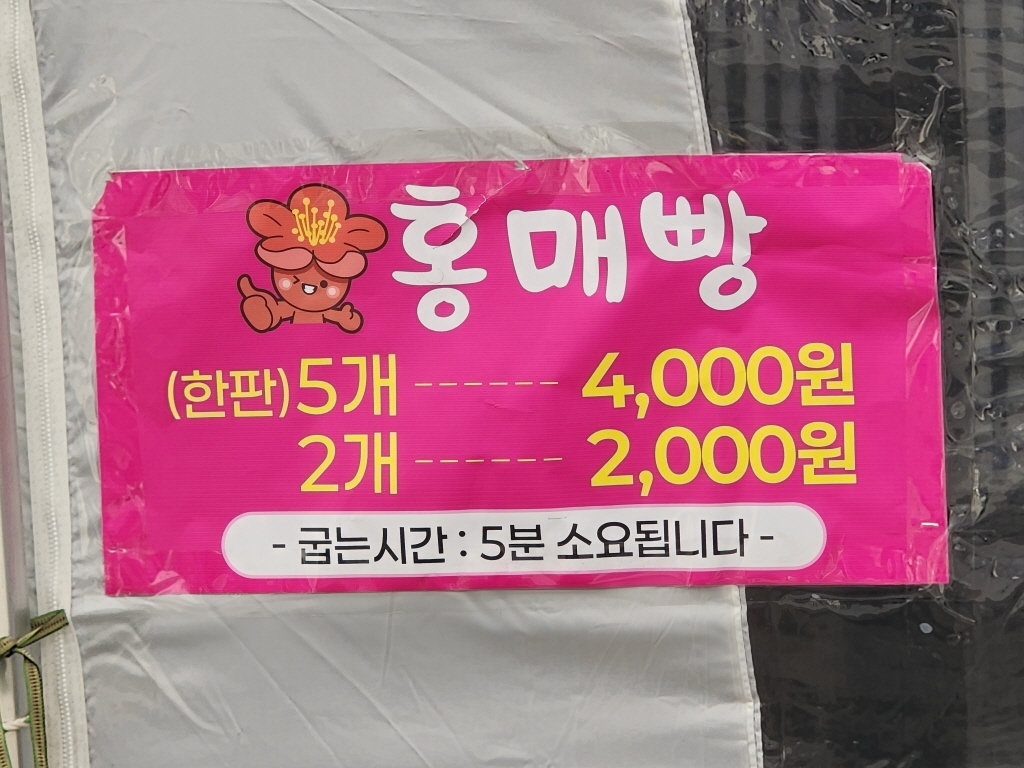 홍매빵
(한판)5개 ------ 4,000원
2개 ------ 2,000원
- 굽는시간 : 5분 소요됩니다 -